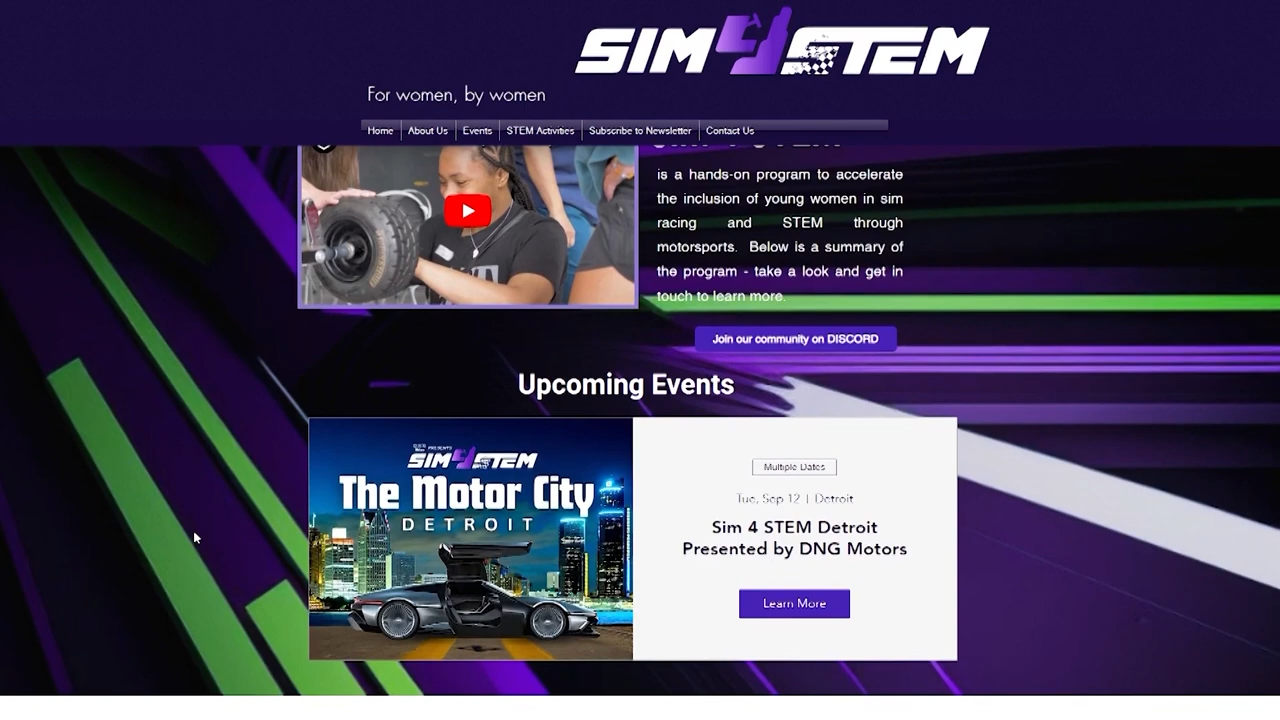 SIM4STEM
For women, by women
Home
About Us
Events
STEM Activities
Subscribe to Newsletter
Contact Us
is a hands-on program to accelerate
the inclusion of young women in sim
racing and STEM through
motorsports. Below is a summary of
the program - take a look and get in
touch to learn more.
Join our community on DISCORD
Upcoming Events
PRESENTS
SIM4STEM
The Motor City
DETROIT
Multiple Dates
Tue, Sep 12 | Detroit
Sim 4 STEM Detroit
Presented by DNG Motors
Learn More